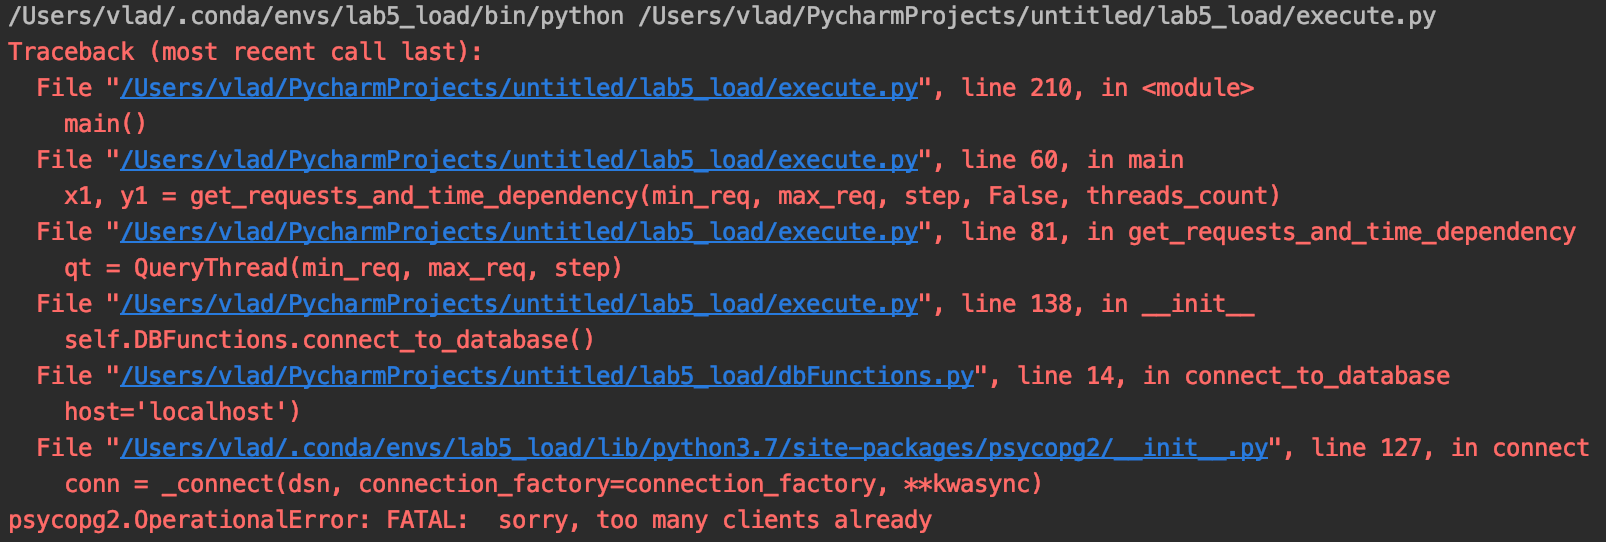 /Users/vlad/.conda/envs/lab5_load/bin/python /Users/vlad/PycharmProjects/untitled/lab5_load/execute.py
Traceback (most recent call last):
  File "/Users/vlad/PycharmProjects/untitled/lab5_load/execute.py", line 210, in <module>
    main()
  File "/Users/vlad/PycharmProjects/untitled/lab5_load/execute.py", line 60, in main
    x1, y1 = get_requests_and_time_dependency(min_req, max_req, step, False, threads_count)
  File "/Users/vlad/PycharmProjects/untitled/lab5_load/execute.py", line 81, in get_requests_and_time_dependency
    qt = QueryThread(min_req, max_req, step)
  File "/Users/vlad/PycharmProjects/untitled/lab5_load/execute.py", line 138, in __init__
    self.DBFunctions.connect_to_database()
  File "/Users/vlad/PycharmProjects/untitled/lab5_load/dbFunctions.py", line 14, in connect_to_database
    host='localhost')
  File "/Users/vlad/.conda/envs/lab5_load/lib/python3.7/site-packages/psycopg2/__init__.py", line 127, in connect
    conn = _connect(dsn, connection_factory=connection_factory, **kwasync)
psycopg2.OperationalError: FATAL:  sorry, too many clients already